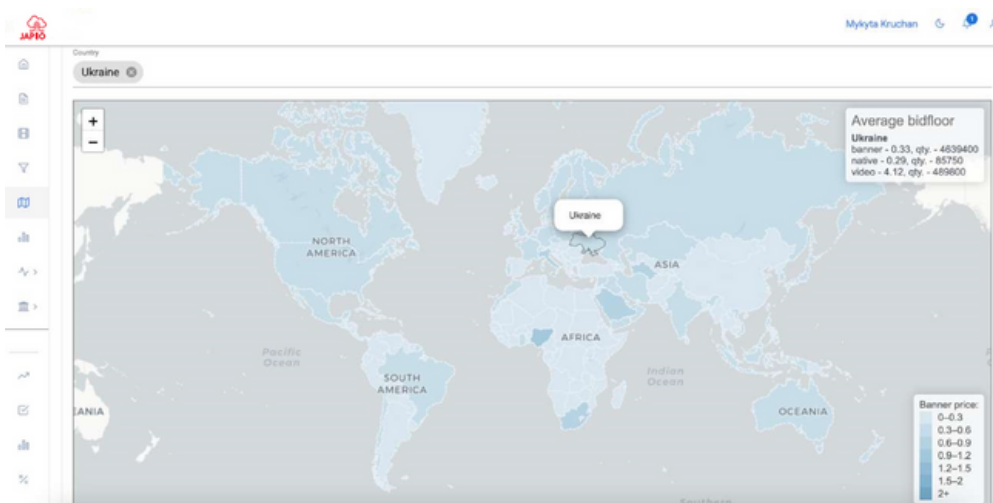 JAPIO
Mykyta Kruchan
1
Country
Ukraine
+
−
Average bidfloor
Ukraine
banner - 0.33, qty. - 4639400
native - 0.29, qty. - 85750
video - 4.12, qty. - 489800
Ukraine
NORTH
AMERICA
ASIA
AFRICA
Pacific
Ocean
SOUTH
AMERICA
Indian
Ocean
ANIA
OCEANIA
Banner price:
0–0.3
0.3–0.6
0.6–0.9
0.9–1.2
1.2–1.5
1.5–2
2+
Southern